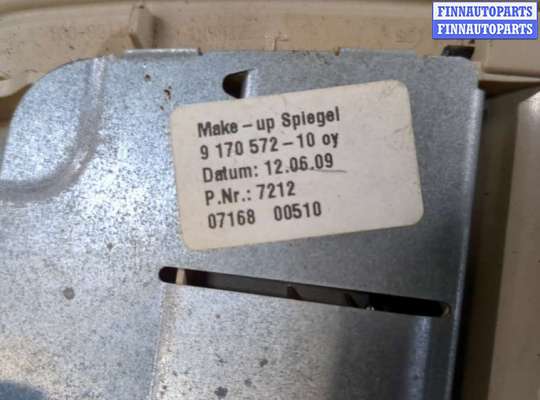 FINNAUTOPARTS
FINNAUTOPARTS
Make-up Spiegel
9 170 572-10 oy
Datum: 12.06.09
P.Nr.: 7212
07168 00510